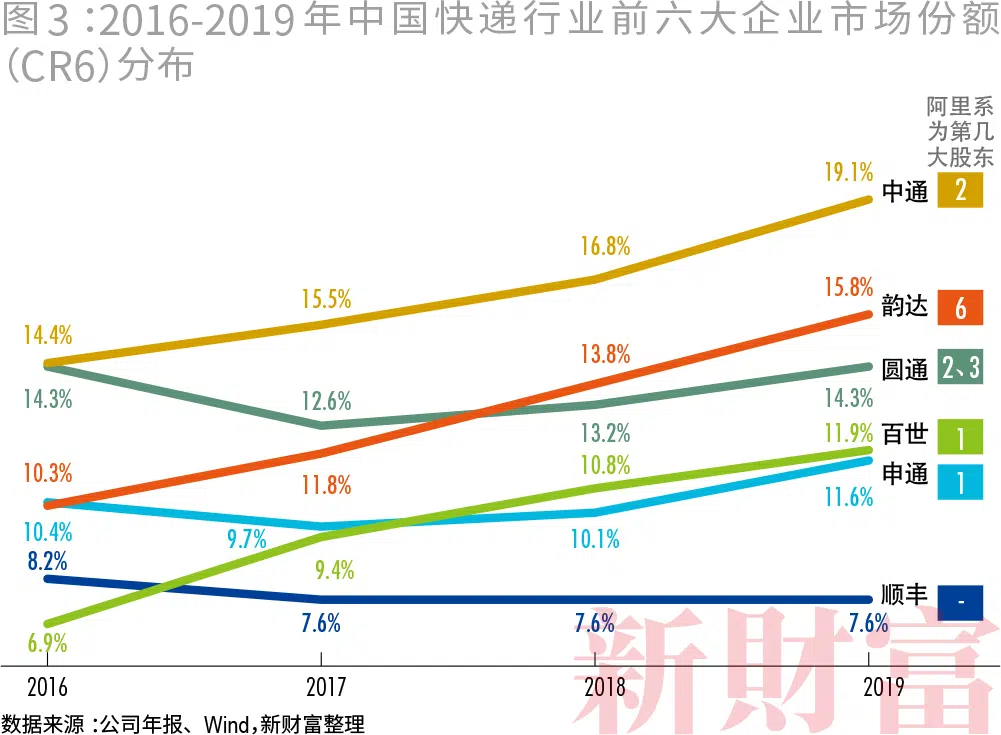 图3:2016-2019年中国快递行业前六大企业市场份额
(CR6)分布
阿里系
为第几
大股东
19.1%
中通 2
16.8%
15.5%
14.4%
15.8%
韵达 6
13.8%
圆通 2、3
14.3%
12.6%
14.3%
13.2%
百世 1
11.9%
10.8%
申通 1
10.3%
11.8%
11.6%
10.4%
9.7%
10.1%
8.2%
9.4%
顺丰 -
7.6%
7.6%
7.6%
6.9%
2016
2017
2018
2019
新財富
数据来源:公司年报、Wind,新财富整理